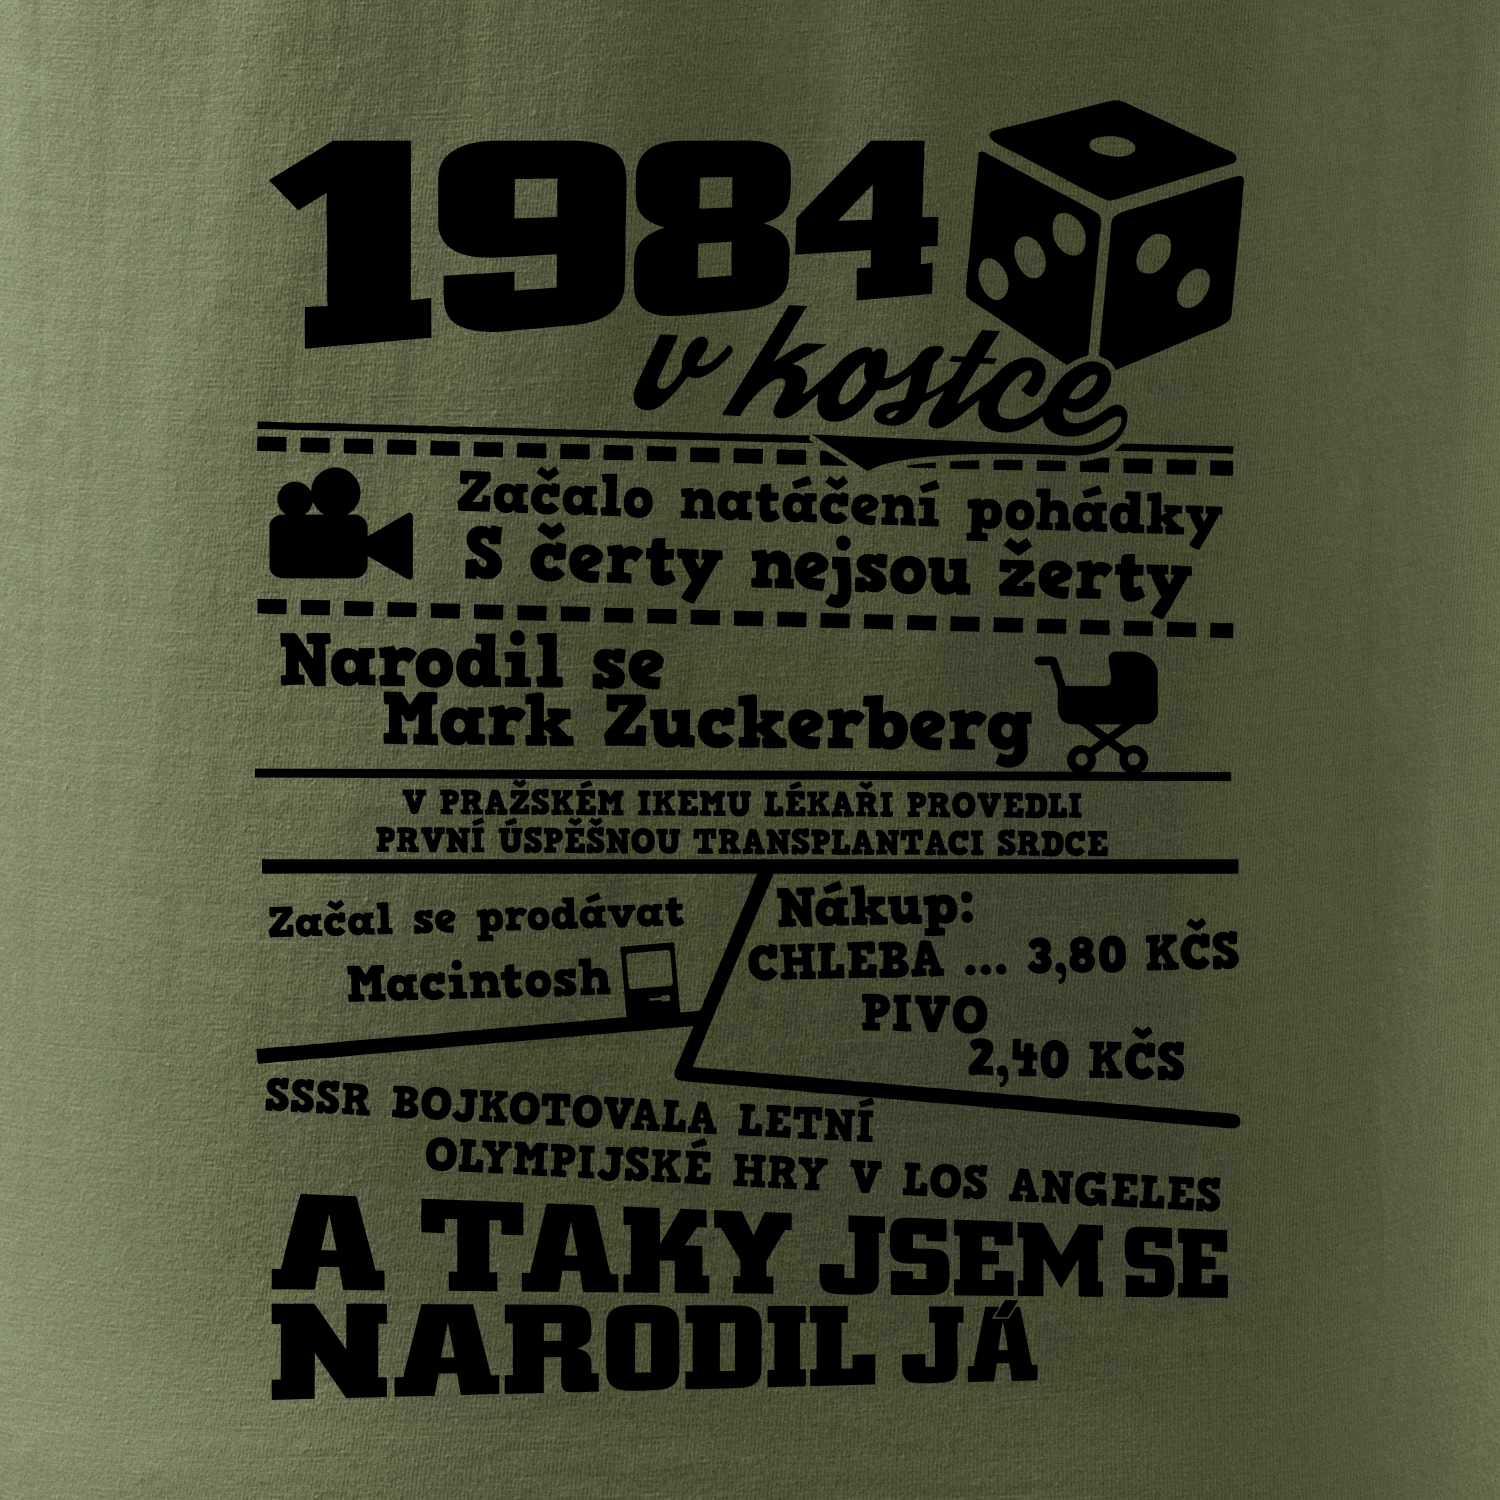 1984
v kostce
Začalo natáčení pohádky
S čerty nejsou žerty
Narodil se
Mark Zuckerberg
V PRAŽSKÉM IKEMU LÉKAŘI PROVEDLI
PRVNÍ ÚSPĚŠNOU TRANSPLANTACI SRDCE
Začal se prodávat
Macintosh
Nákup:
CHLEBA ... 3,80 KČS
PIVO
2,40 KČS
SSSR BOJKOTOVALA LETNÍ
OLYMPIJSKÉ HRY V LOS ANGELES
A TAKY JSEM SE
NARODIL JÁ